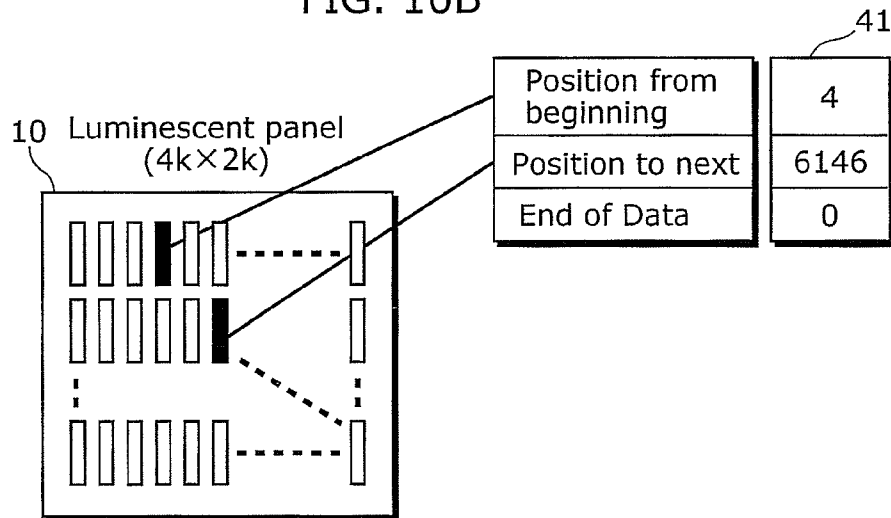 FIG. 10B
41
Position from
beginning
4
10 Luminescent panel
(4k×2k)
Position to next 6146
End of Data 0